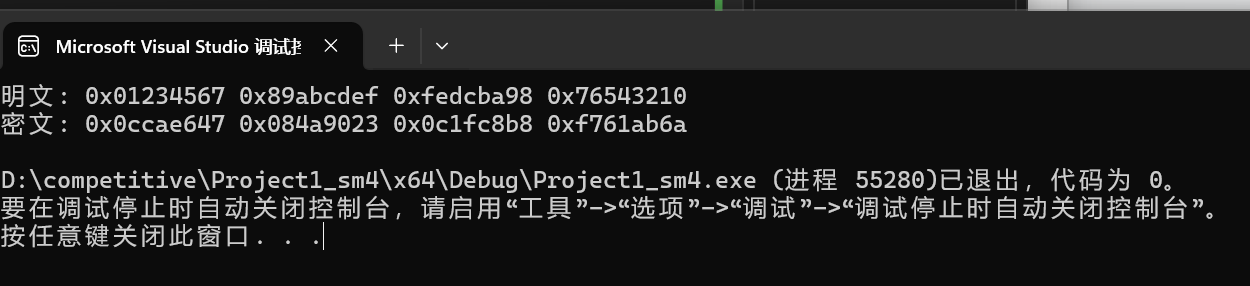 Microsoft Visual Studio 调试
明文: 0x01234567 0x89abcdef 0xfedcba98 0x76543210
密文: 0x0ccae647 0x084a9023 0x0c1fc8b8 0xf761ab6a
D:\competitive\Project1_sm4\x64\Debug\Project1_sm4.exe (进程 55280)已退出，代码为 0。
要在调试停止时自动关闭控制台，请启用“工具”->“选项”->“调试”->“调试停止时自动关闭控制台”。
按任意键关闭此窗口. . .